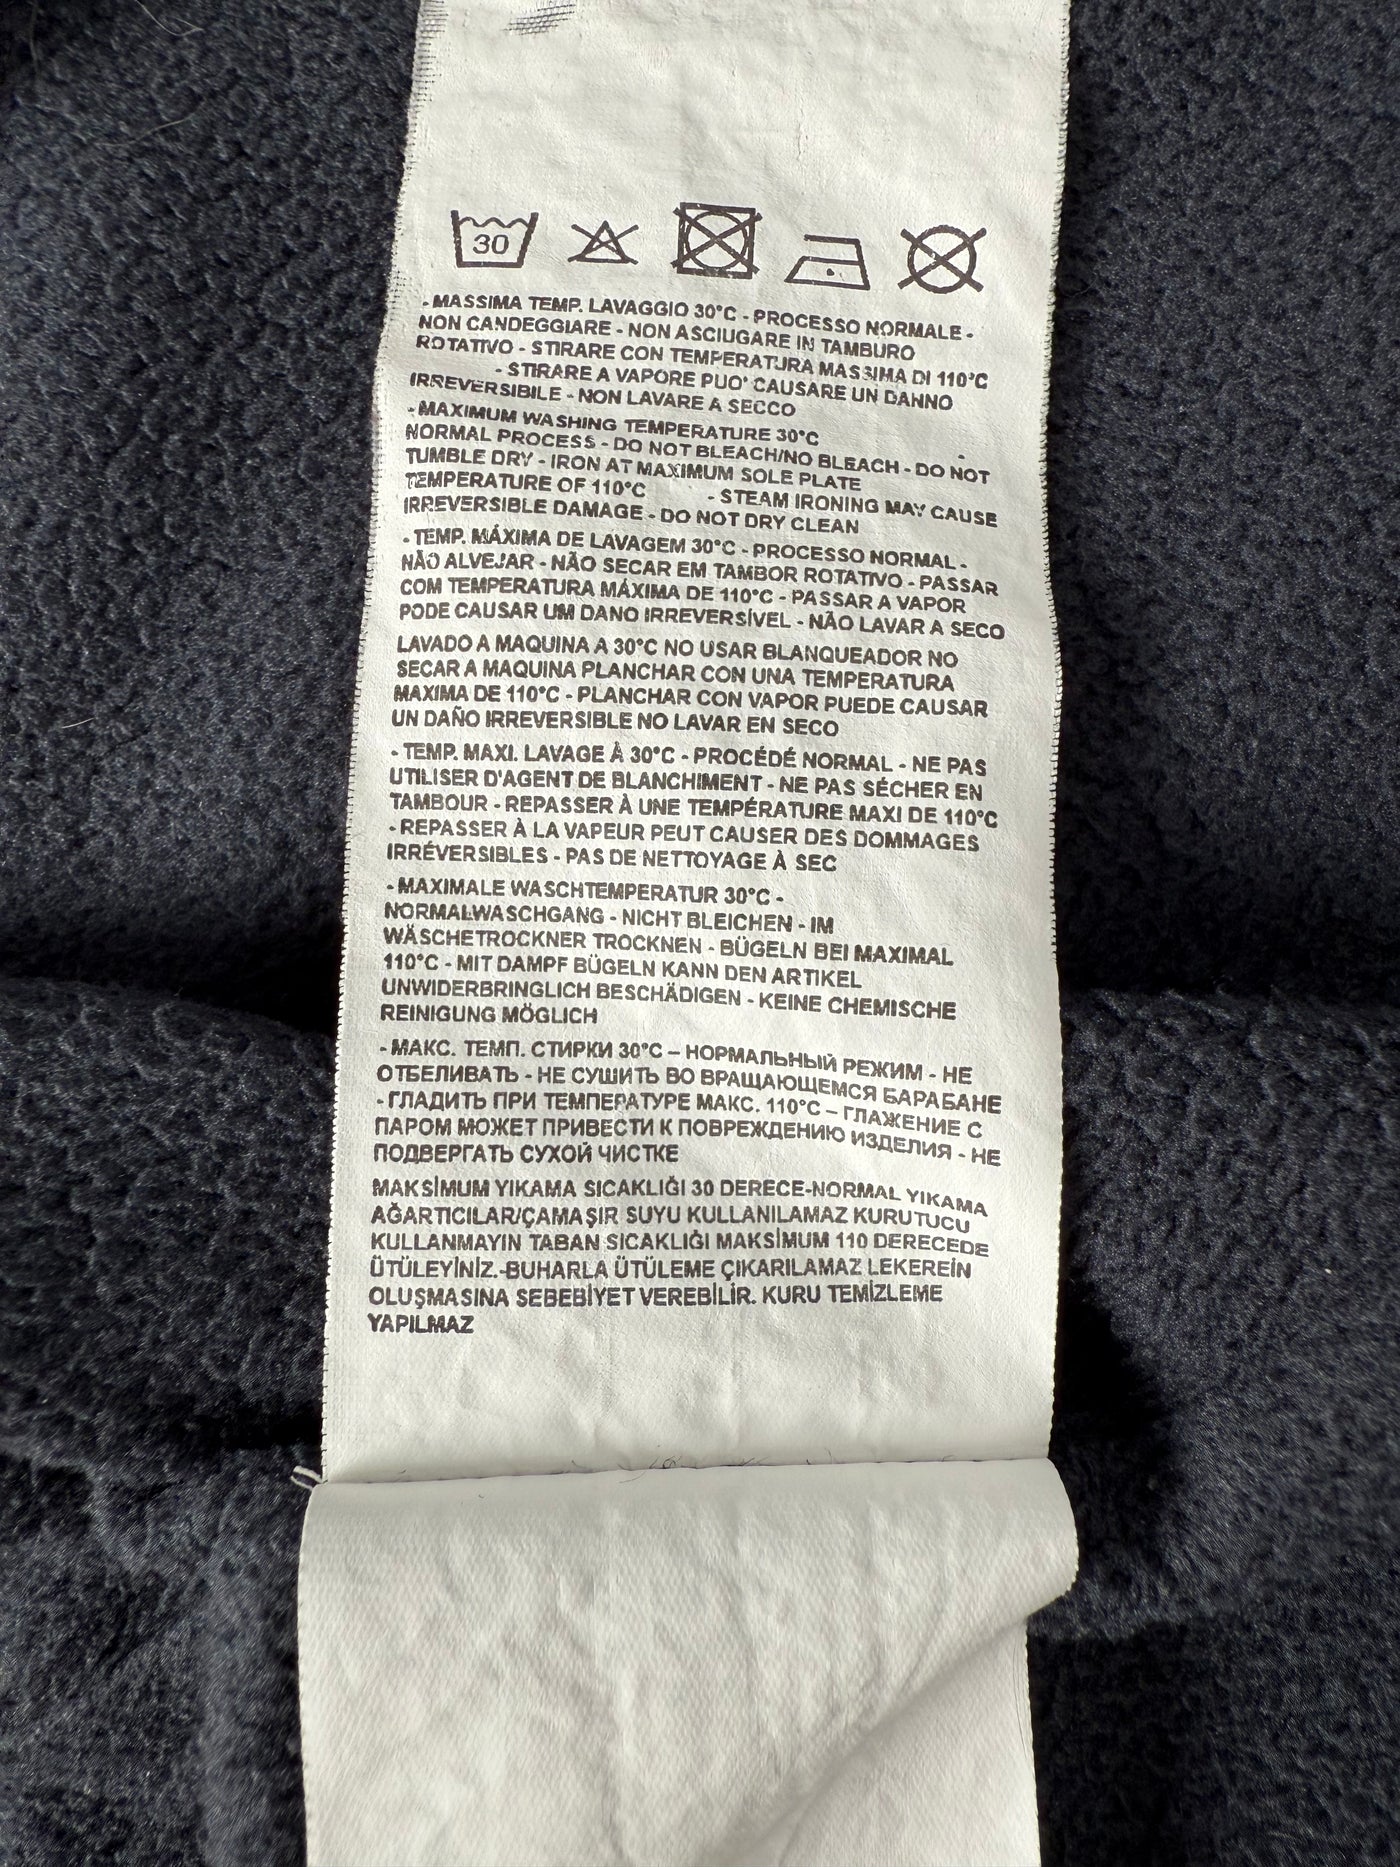 30
- MASSIMA TEMP. LAVAGGIO 30°C - PROCESSO NORMALE -
NON CANDEGGIARE - NON ASCIUGARE IN TAMBURO
ROTATIVO - STIRARE CON TEMPERATURA MASSIMA DI 110°C
- STIRARE A VAPORE PUO' CAUSARE UN DANNO
IRREVERSIBILE - NON LAVARE A SECCO
- MAXIMUM WASHING TEMPERATURE 30°C
NORMAL PROCESS - DO NOT BLEACH/NO BLEACH - DO NOT
TUMBLE DRY - IRON AT MAXIMUM SOLE PLATE
TEMPERATURE OF 110°C - STEAM IRONING MAY CAUSE
IRREVERSIBLE DAMAGE - DO NOT DRY CLEAN
- TEMP. MÁXIMA DE LAVAGEM 30°C - PROCESSO NORMAL -
NÃO ALVEJAR - NÃO SECAR EM TAMBOR ROTATIVO - PASSAR
COM TEMPERATURA MÁXIMA DE 110°C - PASSAR A VAPOR
PODE CAUSAR UM DANO IRREVERSÍVEL - NÃO LAVAR A SECO
LAVADO A MAQUINA A 30°C NO USAR BLANQUEADOR NO
SECAR A MAQUINA PLANCHAR CON UNA TEMPERATURA
MAXIMA DE 110°C - PLANCHAR CON VAPOR PUEDE CAUSAR
UN DAÑO IRREVERSIBLE NO LAVAR EN SECO
- TEMP. MAXI. LAVAGE À 30°C - PROCÉDÉ NORMAL - NE PAS
UTILISER D'AGENT DE BLANCHIMENT - NE PAS SÉCHER EN
TAMBOUR - REPASSER À UNE TEMPÉRATURE MAXI DE 110°C
- REPASSER À LA VAPEUR PEUT CAUSER DES DOMMAGES
IRRÉVERSIBLES - PAS DE NETTOYAGE À SEC
- MAXIMALE WASCHTEMPERATUR 30°C -
NORMALWASCHGANG - NICHT BLEICHEN - IM
WÄSCHETROCKNER TROCKNEN - BÜGELN BEI MAXIMAL
110°C - MIT DAMPF BÜGELN KANN DEN ARTIKEL
UNWIDERBRINGLICH BESCHÄDIGEN - KEINE CHEMISCHE
REINIGUNG MÖGLICH
- МАКС. ТЕМП. СТИРКИ 30°C – НОРМАЛЬНЫЙ РЕЖИМ - НЕ
ОТБЕЛИВАТЬ - НЕ СУШИТЬ ВО ВРАЩАЮЩЕМСЯ БАРАБАНЕ
- ГЛАДИТЬ ПРИ ТЕМПЕРАТУРЕ МАКС. 110°C – ГЛАЖЕНИЕ С
ПАРОМ МОЖЕТ ПРИВЕСТИ К ПОВРЕЖДЕНИЮ ИЗДЕЛИЯ - НЕ
ПОДВЕРГАТЬ СУХОЙ ЧИСТКЕ
MAKSİMUM YIKAMA SICAKLIĞI 30 DERECE-NORMAL YIKAMA
AĞARTICILAR/ÇAMAŞIR SUYU KULLANILAMAZ KURUTUCU
KULLANMAYIN TABAN SICAKLIĞI MAKSİMUM 110 DERECEDE
ÜTÜLEYİNİZ.-BUHARLA ÜTÜLEME ÇIKARILAMAZ LEKEREİN
OLUŞMASINA SEBEBİYET VEREBİLİR. KURU TEMİZLEME
YAPILMAZ